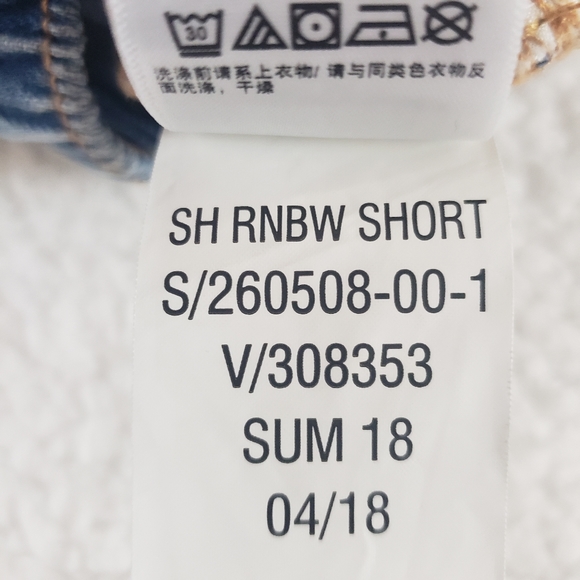 30
洗涤前请系上衣物/ 请与同类色衣物反
面洗涤，干燥
SH RNBW SHORT
S/260508-00-1
V/308353
SUM 18
04/18